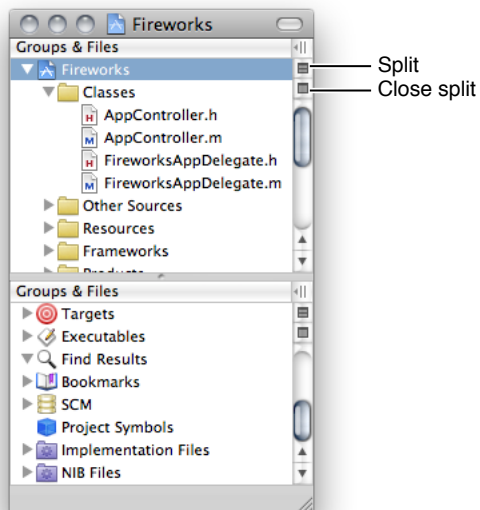 Fireworks
Groups & Files
Fireworks
Split
Classes
Close split
AppController.h
AppController.m
FireworksAppDelegate.h
FireworksAppDelegate.m
Other Sources
Resources
Frameworks
Products
Groups & Files
Targets
Executables
Find Results
Bookmarks
SCM
Project Symbols
Implementation Files
NIB Files